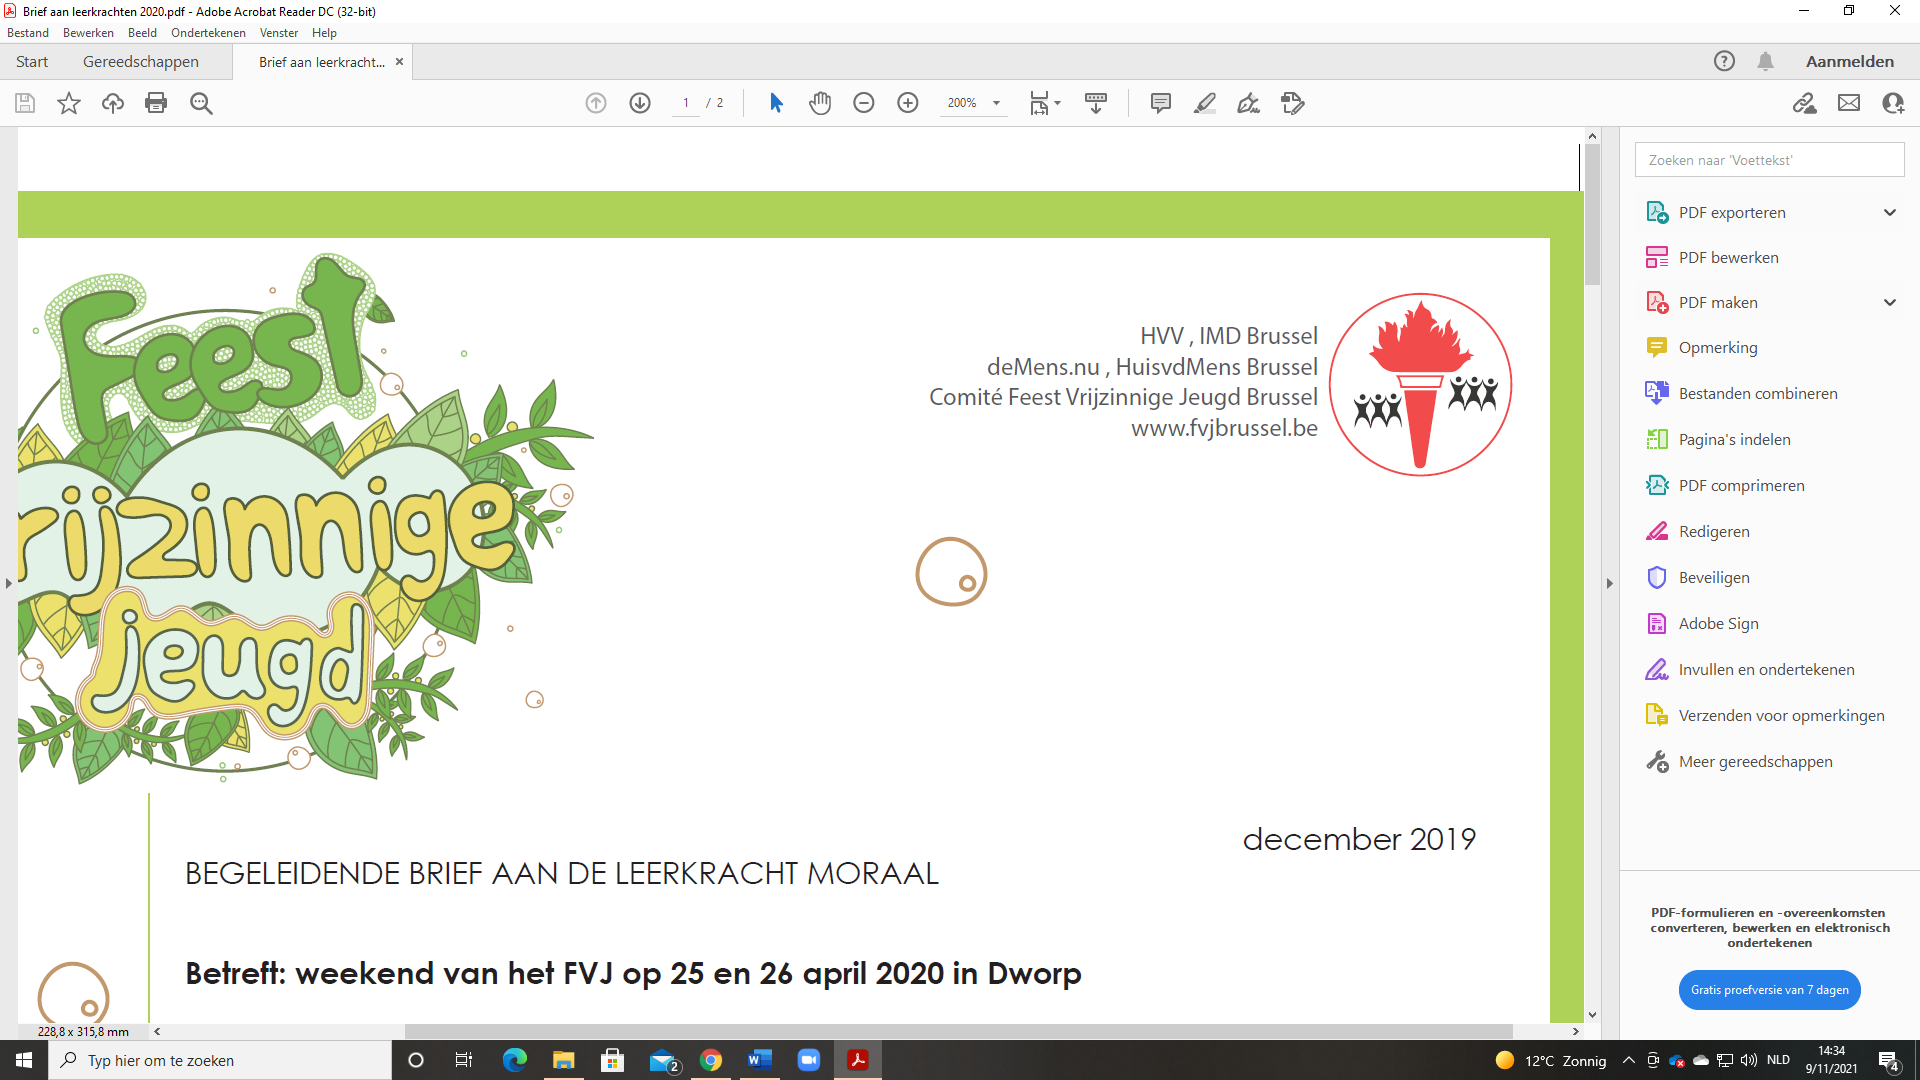 Brief aan leerkrachten 2020.pdf - Adobe Acrobat Reader DC (32-bit)
Bestand Bewerken Beeld Ondertekenen Venster Help
Start Gereedschappen Brief aan leerkracht... × Aanmelden
1 / 2 200%
Zoeken naar 'Voettekst'
PDF exporteren
PDF bewerken
PDF maken
Opmerking
Bestanden combineren
Pagina's indelen
PDF comprimeren
Redigeren
Beveiligen
Adobe Sign
Invullen en ondertekenen
Verzenden voor opmerkingen
Meer gereedschappen
PDF-formulieren en -overeenkomsten
converteren, bewerken en elektronisch
ondertekenen
Gratis proefversie van 7 dagen
Feest
rijzinnige
jeugd
HVV , IMD Brussel
deMens.nu , HuisvdMens Brussel
Comité Feest Vrijzinnige Jeugd Brussel
www.fvjbrussel.be
december 2019
BEGELEIDENDE BRIEF AAN DE LEERKRACHT MORAAL
Betreft: weekend van het FVJ op 25 en 26 april 2020 in Dworp
228,8 x 315,8 mm
Typ hier om te zoeken
2
12°C Zonnig
NLD
14:34
9/11/2021
4